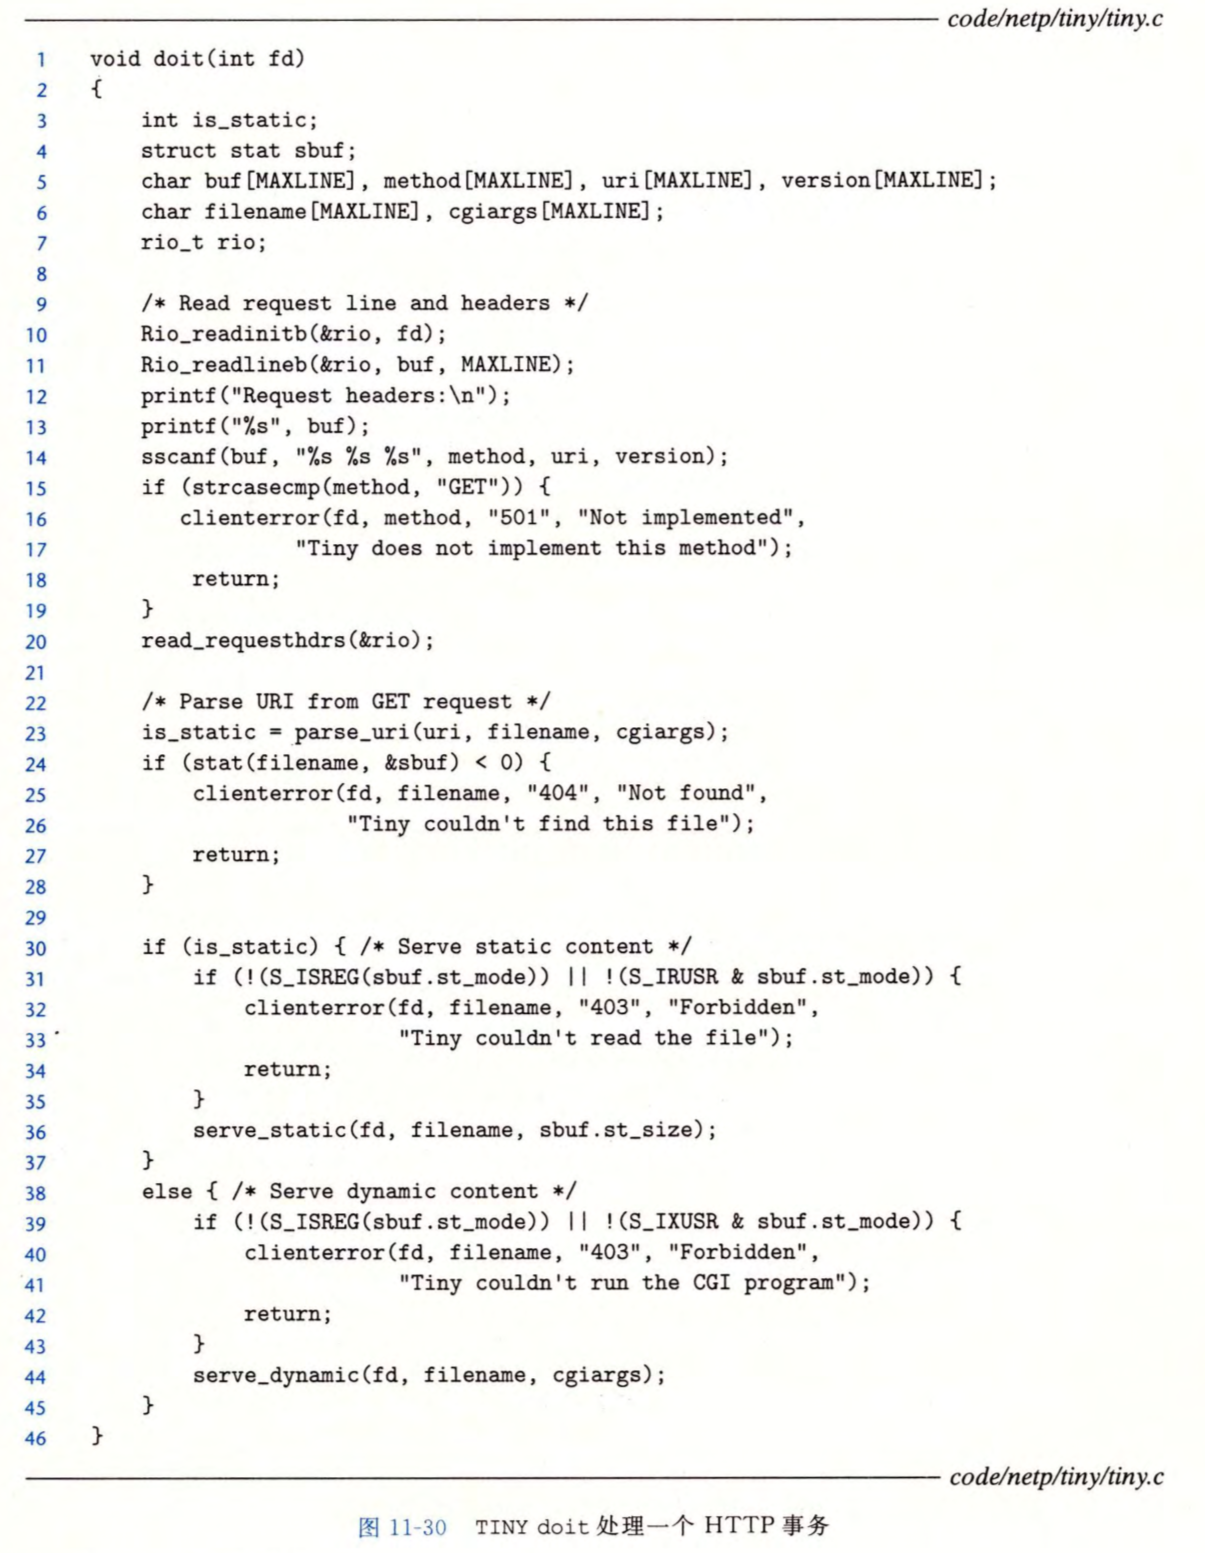 code/netp/tiny/tiny.c
1 void doit(int fd)
2 {
3     int is_static;
4     struct stat sbuf;
5     char buf[MAXLINE], method[MAXLINE], uri[MAXLINE], version[MAXLINE];
6     char filename[MAXLINE], cgiargs[MAXLINE];
7     rio_t rio;
8
9     /* Read request line and headers */
10     Rio_readinitb(&rio, fd);
11     Rio_readlineb(&rio, buf, MAXLINE);
12     printf("Request headers:\n");
13     printf("%s", buf);
14     sscanf(buf, "%s %s %s", method, uri, version);
15     if (strcasecmp(method, "GET")) {
16        clienterror(fd, method, "501", "Not implemented",
17                 "Tiny does not implement this method");
18         return;
19     }
20     read_requesthdrs(&rio);
21
22     /* Parse URI from GET request */
23     is_static = parse_uri(uri, filename, cgiargs);
24     if (stat(filename, &sbuf) < 0) {
25         clienterror(fd, filename, "404", "Not found",
26                     "Tiny couldn't find this file");
27         return;
28     }
29
30     if (is_static) { /* Serve static content */
31         if (!(S_ISREG(sbuf.st_mode)) || !(S_IRUSR & sbuf.st_mode)) {
32             clienterror(fd, filename, "403", "Forbidden",
33                         "Tiny couldn't read the file");
34             return;
35         }
36         serve_static(fd, filename, sbuf.st_size);
37     }
38     else { /* Serve dynamic content */
39         if (!(S_ISREG(sbuf.st_mode)) || !(S_IXUSR & sbuf.st_mode)) {
40             clienterror(fd, filename, "403", "Forbidden",
41                         "Tiny couldn't run the CGI program");
42             return;
43         }
44         serve_dynamic(fd, filename, cgiargs);
45     }
46 }
code/netp/tiny/tiny.c
图 11-30 TINY doit 处理一个 HTTP 事务